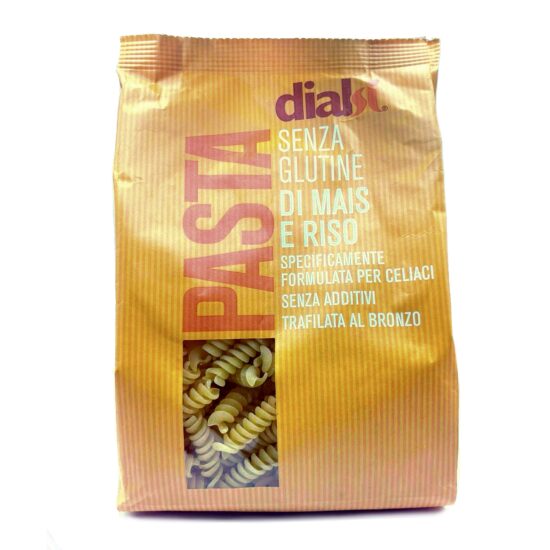 dialsì®
PASTA
SENZA
GLUTINE
DI MAIS
E RISO
SPECIFICAMENTE
FORMULATA PER CELIACI
SENZA ADDITIVI
TRAFILATA AL BRONZO